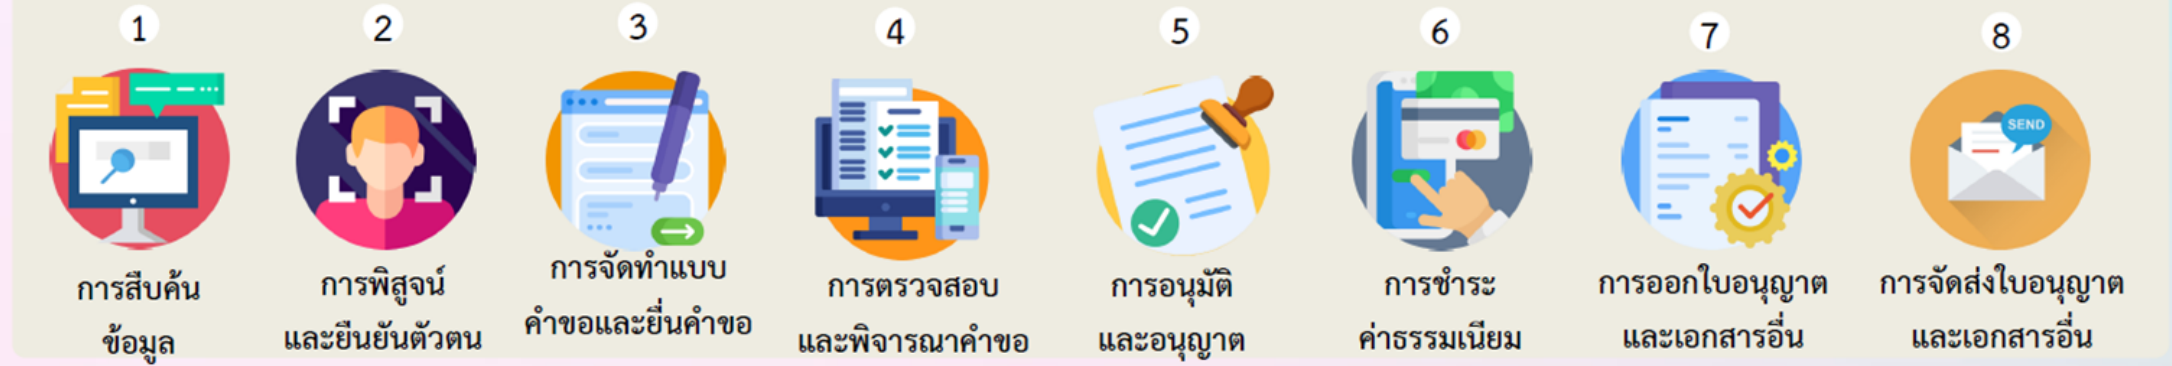 1
การสืบค้น
ข้อมูล
2
การพิสูจน์
และยืนยันตัวตน
3
การจัดทำแบบ
คำขอและยื่นคำขอ
4
การตรวจสอบ
และพิจารณาคำขอ
5
การอนุมัติ
และอนุญาต
6
การชำระ
ค่าธรรมเนียม
7
การออกใบอนุญาต
และเอกสารอื่น
8
SEND
การจัดส่งใบอนุญาต
และเอกสารอื่น